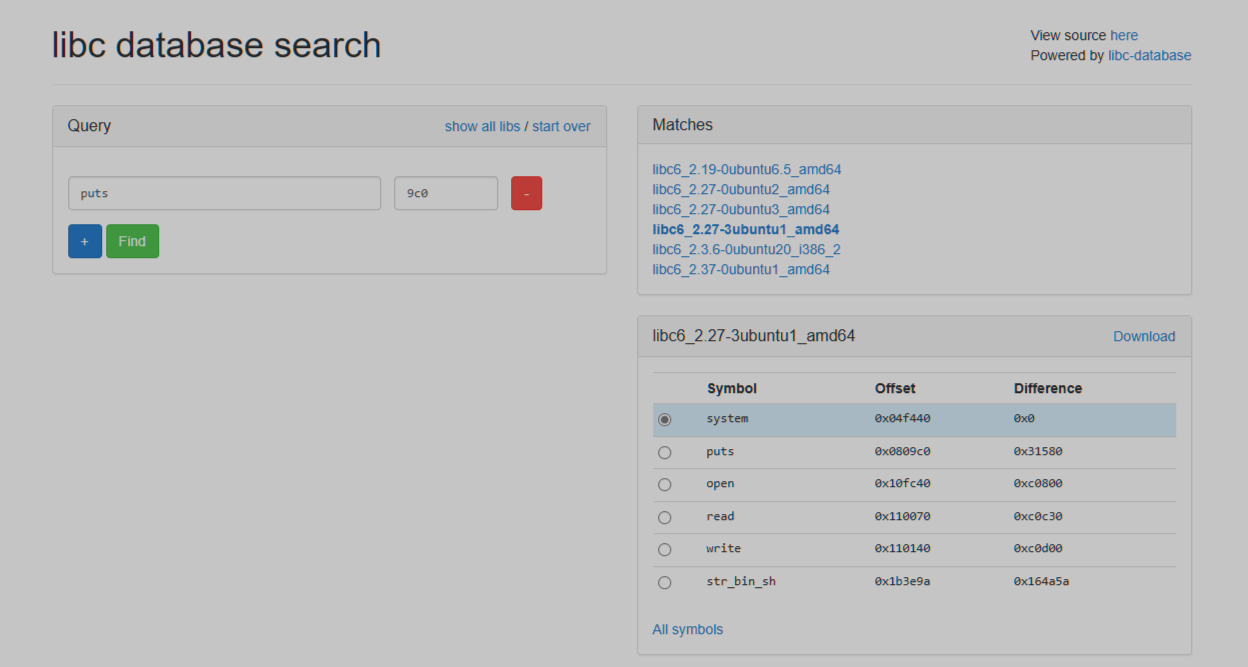 libc database search
View source here
Powered by libc-database
Query
show all libs / start over
puts
9c0
-
+
Find
Matches
libc6_2.19-0ubuntu6.5_amd64
libc6_2.27-0ubuntu2_amd64
libc6_2.27-0ubuntu3_amd64
libc6_2.27-3ubuntu1_amd64
libc6_2.3.6-0ubuntu20_i386_2
libc6_2.37-0ubuntu1_amd64
libc6_2.27-3ubuntu1_amd64
Download
Symbol Offset Difference
system 0x04f440 0x0
puts 0x0809c0 0x31580
open 0x10fc40 0xc0800
read 0x110070 0xc0c30
write 0x110140 0xc0d00
str_bin_sh 0x1b3e9a 0x164a5a
All symbols